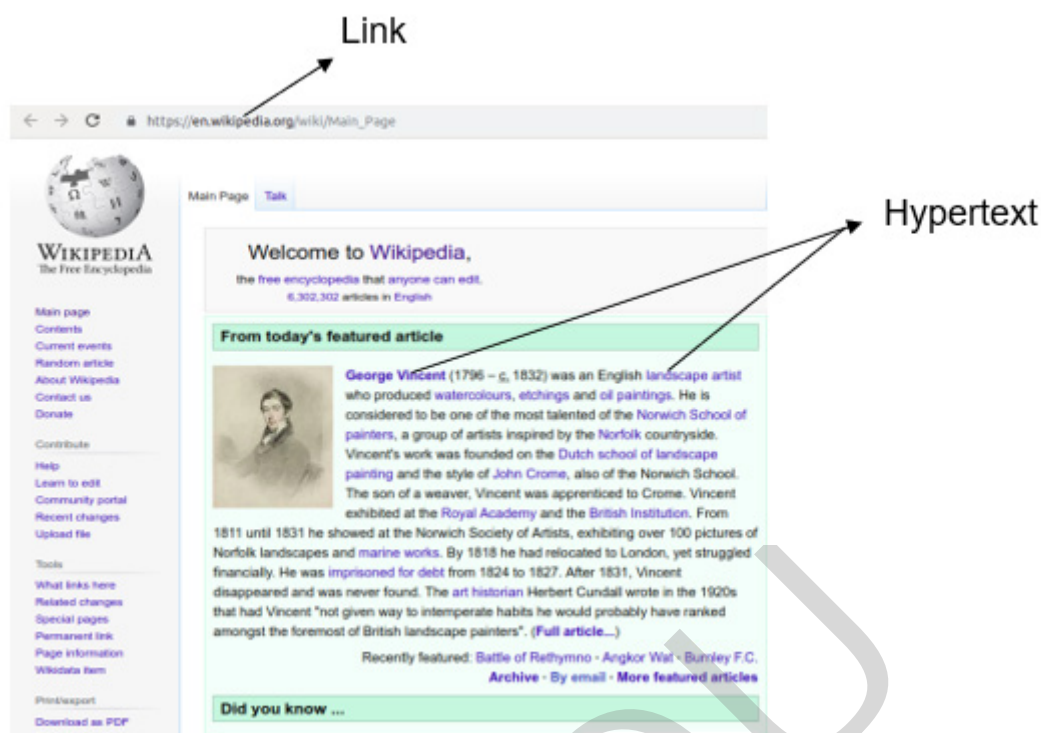 Link
https://en.wikipedia.org/wiki/Main_Page
Main Page Talk
Hypertext
WIKIPEDIA
The Free Encyclopedia
Welcome to Wikipedia,
the free encyclopedia that anyone can edit.
6,302,302 articles in English
Main page
Contents
Current events
Random article
About Wikipedia
Contact us
Donate
Contribute
Help
Learn to edit
Community portal
Recent changes
Upload file
Tools
What links here
Related changes
Special pages
Permanent link
Page information
Wikidata item
Print/export
Download as PDF
From today's featured article
George Vincent (1796 – c. 1832) was an English landscape artist
who produced watercolours, etchings and oil paintings. He is
considered to be one of the most talented of the Norwich School of
painters, a group of artists inspired by the Norfolk countryside.
Vincent's work was founded on the Dutch school of landscape
painting and the style of John Crome, also of the Norwich School.
The son of a weaver, Vincent was apprenticed to Crome. Vincent
exhibited at the Royal Academy and the British Institution. From
1811 until 1831 he showed at the Norwich Society of Artists, exhibiting over 100 pictures of
Norfolk landscapes and marine works. By 1818 he had relocated to London, yet struggled
financially. He was imprisoned for debt from 1824 to 1827. After 1831, Vincent
disappeared and was never found. The art historian Herbert Cundall wrote in the 1920s
that had Vincent "not given way to intemperate habits he would probably have ranked
amongst the foremost of British landscape painters". (Full article...)
Recently featured: Battle of Rethymno · Angkor Wat · Burnley F.C.
Archive · By email · More featured articles
Did you know ...